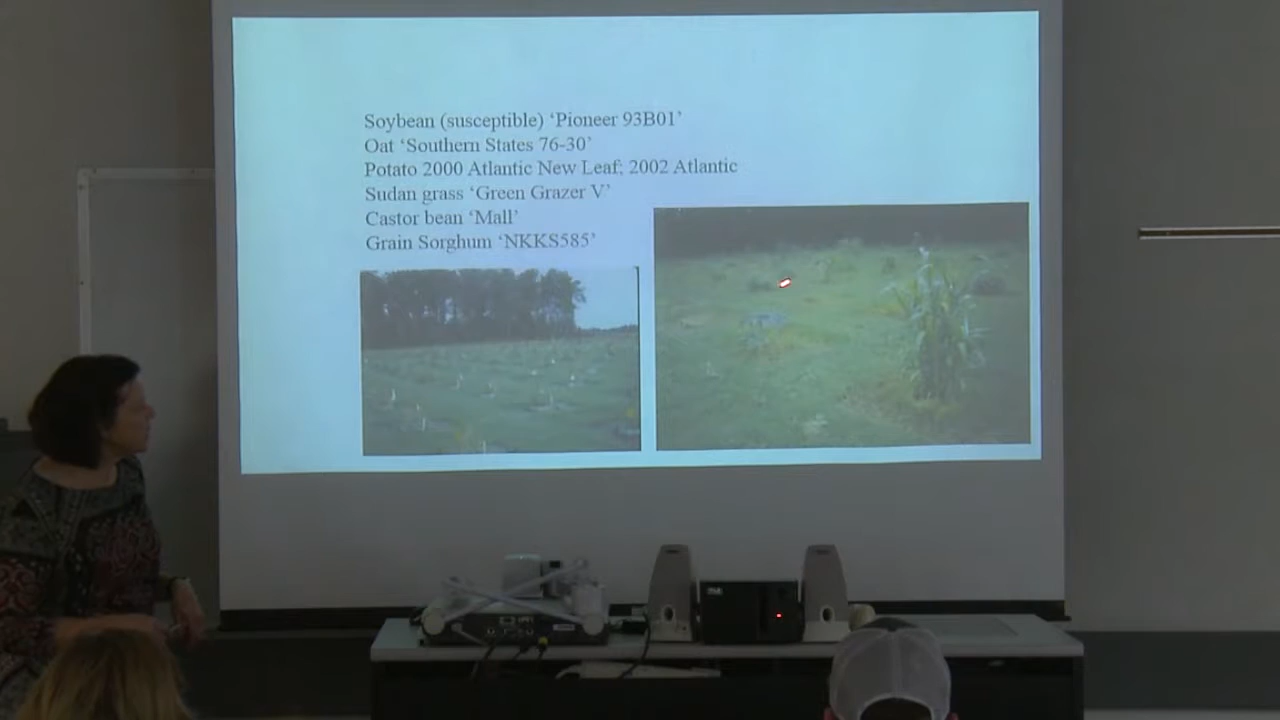 Soybean (susceptible) ‘Pioneer 93B01’
Oat ‘Southern States 76-30’
Potato 2000 Atlantic New Leaf; 2002 Atlantic
Sudan grass ‘Green Grazer V’
Castor bean ‘Mall’
Grain Sorghum ‘NKKS585’